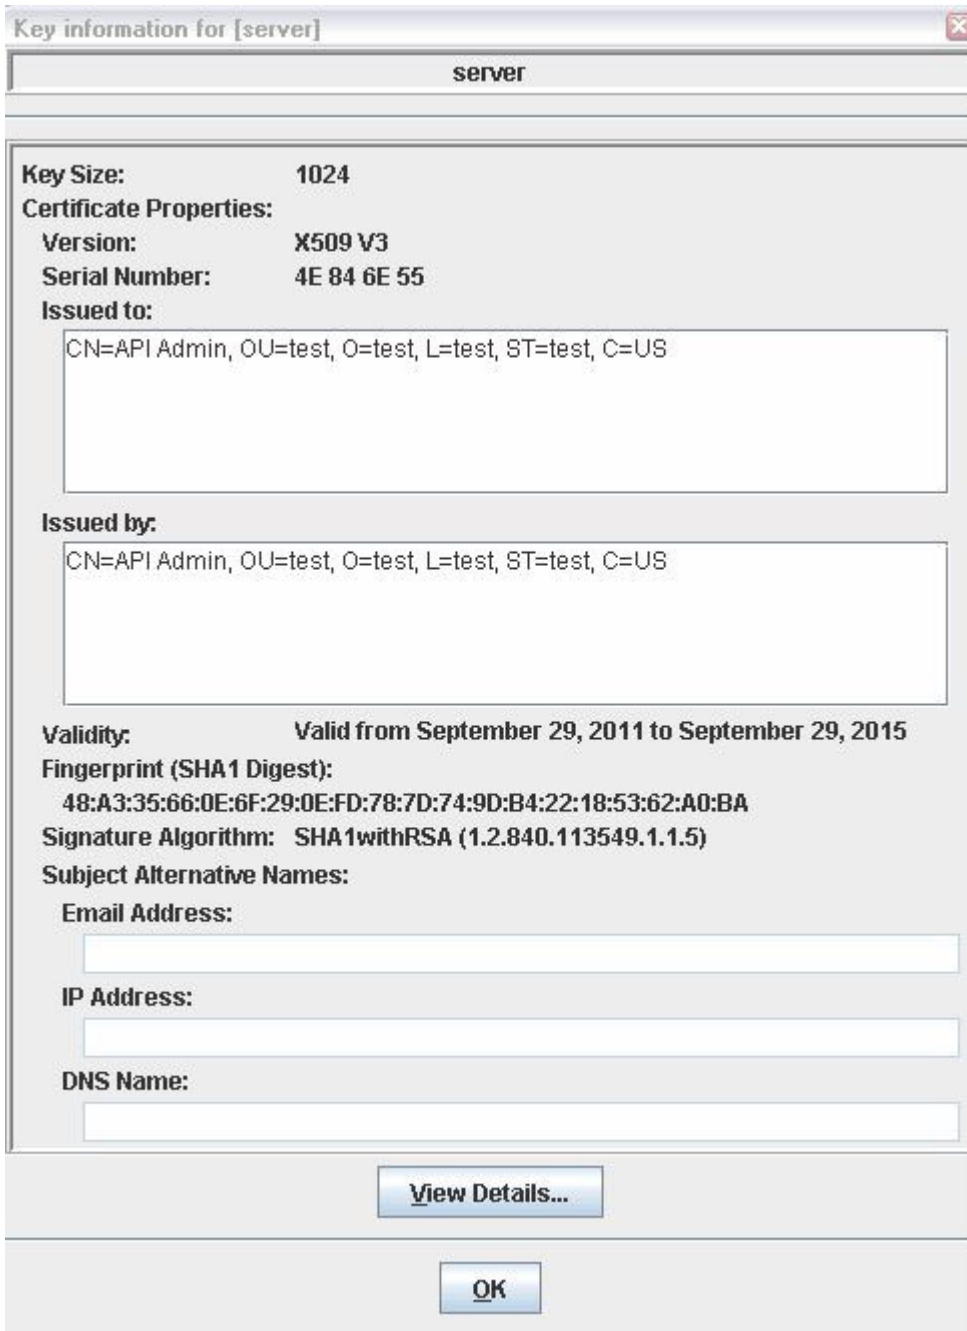 Key information for [server]
server
Key Size: 1024
Certificate Properties:
Version: X509 V3
Serial Number: 4E 84 6E 55
Issued to:
CN=API Admin, OU=test, O=test, L=test, ST=test, C=US
Issued by:
CN=API Admin, OU=test, O=test, L=test, ST=test, C=US
Validity: Valid from September 29, 2011 to September 29, 2015
Fingerprint (SHA1 Digest):
48:A3:35:66:0E:6F:29:0E:FD:78:7D:74:9D:B4:22:18:53:62:A0:BA
Signature Algorithm: SHA1withRSA (1.2.840.113549.1.1.5)
Subject Alternative Names:
Email Address:
IP Address:
DNS Name:
View Details...
OK